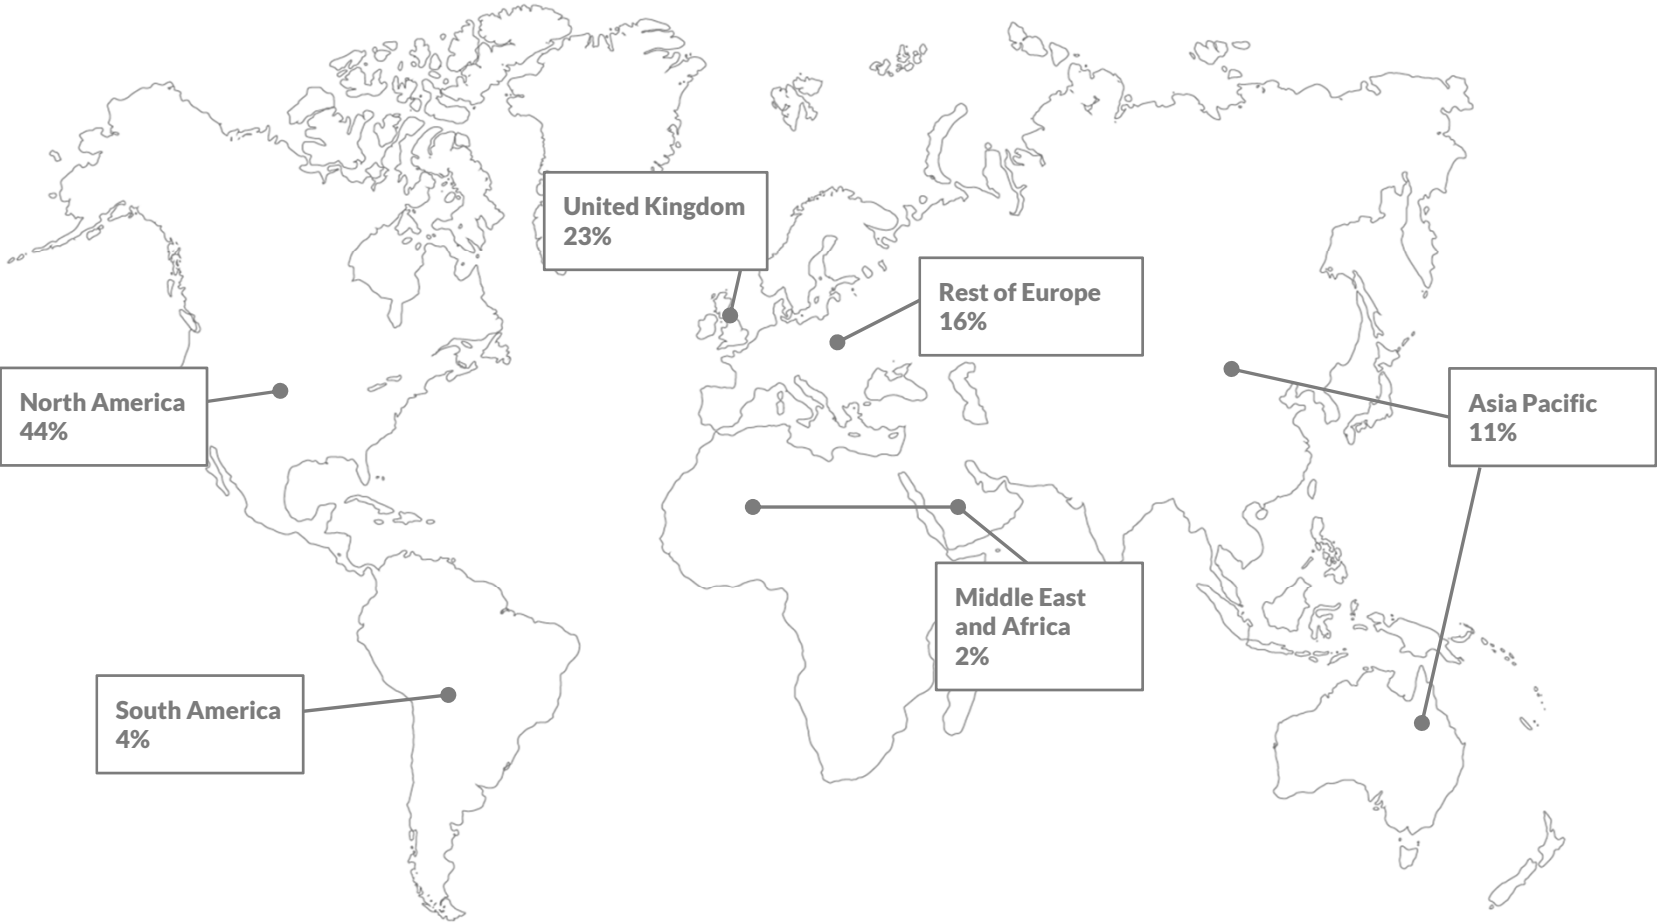 United Kingdom
23%
Rest of Europe
16%
North America
44%
Asia Pacific
11%
Middle East
and Africa
2%
South America
4%